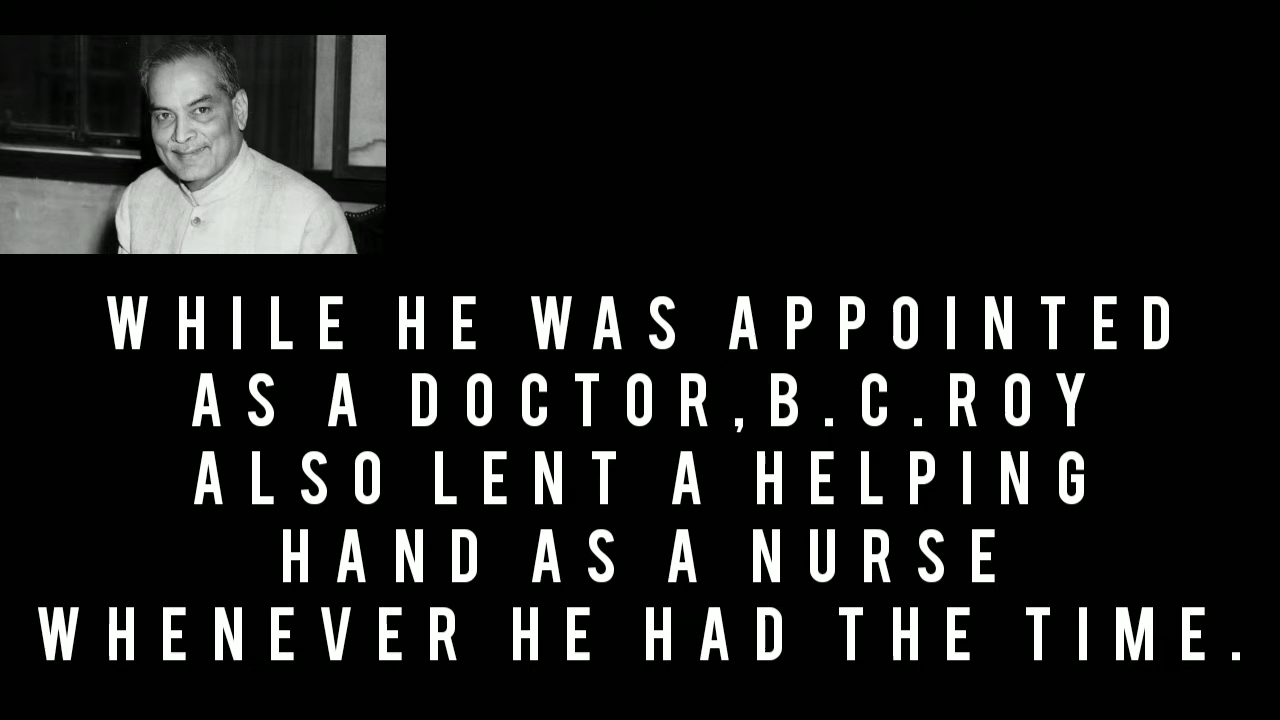 WHILE HE WAS APPOINTED
AS A DOCTOR,B.C.ROY
ALSO LENT A HELPING
HAND AS A NURSE
WHENEVER HE HAD THE TIME.